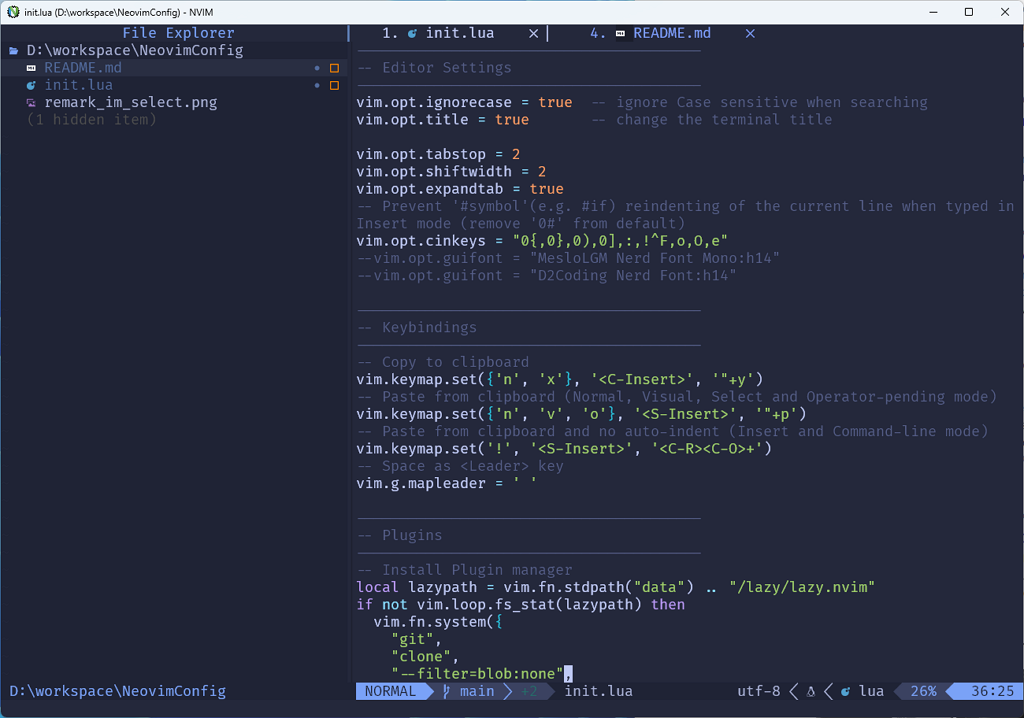 init.lua (D:\workspace\NeovimConfig) - NVIM
File Explorer
D:\workspace\NeovimConfig
README.md
init.lua
remark_im_select.png
(1 hidden item)
1. init.lua
4. README.md
-- Editor Settings
vim.opt.ignorecase = true  -- ignore Case sensitive when searching
vim.opt.title = true       -- change the terminal title
vim.opt.tabstop = 2
vim.opt.shiftwidth = 2
vim.opt.expandtab = true
-- Prevent '#symbol'(e.g. #if) reindenting of the current line when typed in
Insert mode (remove '0#' from default)
vim.opt.cinkeys = "0{,0},0),0],:,!^F,o,O,e"
--vim.opt.guifont = "MesloLGM Nerd Font Mono:h14"
--vim.opt.guifont = "D2Coding Nerd Font:h14"
-- Keybindings
-- Copy to clipboard
vim.keymap.set({'n', 'x'}, '<C-Insert>', '"+y')
-- Paste from clipboard (Normal, Visual, Select and Operator-pending mode)
vim.keymap.set({'n', 'v', 'o'}, '<S-Insert>', '"+p')
-- Paste from clipboard and no auto-indent (Insert and Command-line mode)
vim.keymap.set('!', '<S-Insert>', '<C-R><C-O>+')
-- Space as <Leader> key
vim.g.mapleader = ' '
-- Plugins
-- Install Plugin manager
local lazypath = vim.fn.stdpath("data") .. "/lazy/lazy.nvim"
if not vim.loop.fs_stat(lazypath) then
  vim.fn.system({
    "git",
    "clone",
    "--filter=blob:none",
D:\workspace\NeovimConfig
NORMAL main +2 init.lua utf-8 lua 26% 36:25